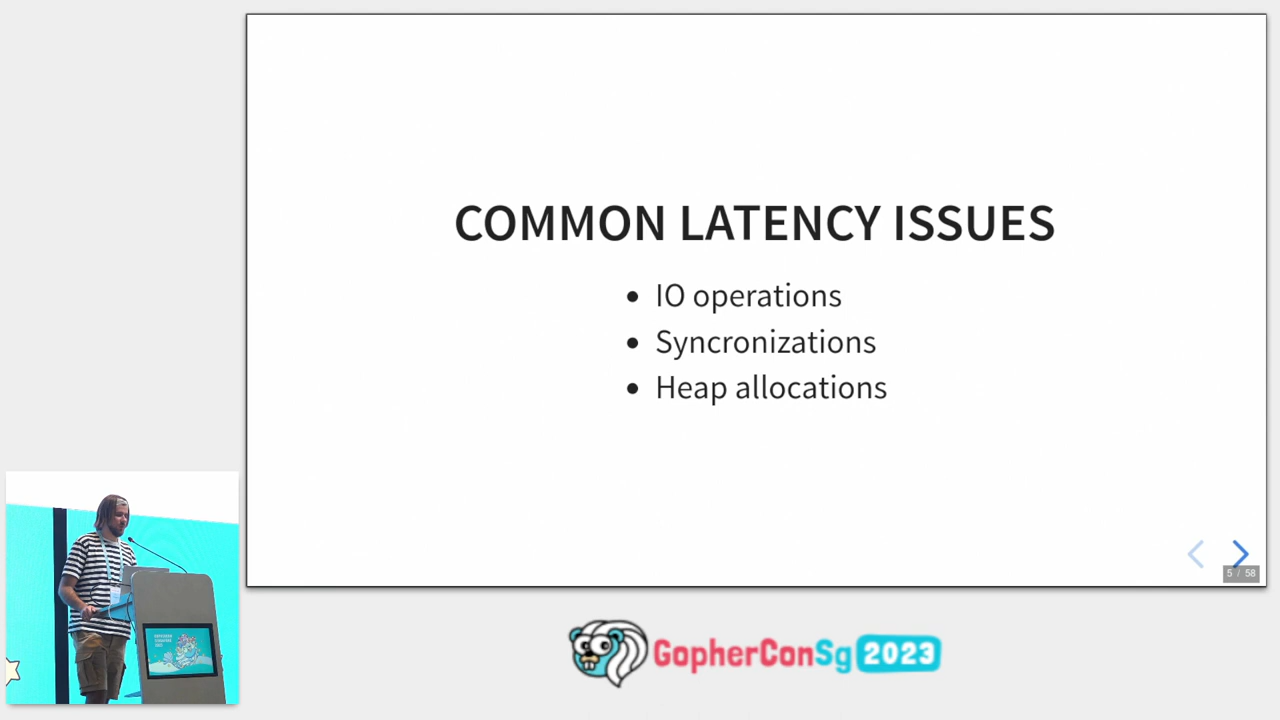 COMMON LATENCY ISSUES
• IO operations
• Syncronizations
• Heap allocations
5 / 58
GopherConSg 2023